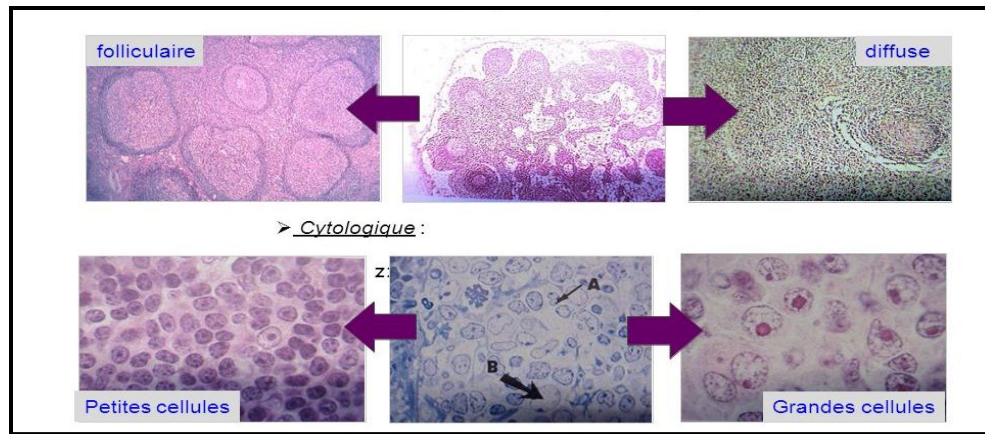 folliculaire
diffuse
➢ Cytologique :
z:
A
B
Petites cellules
Grandes cellules